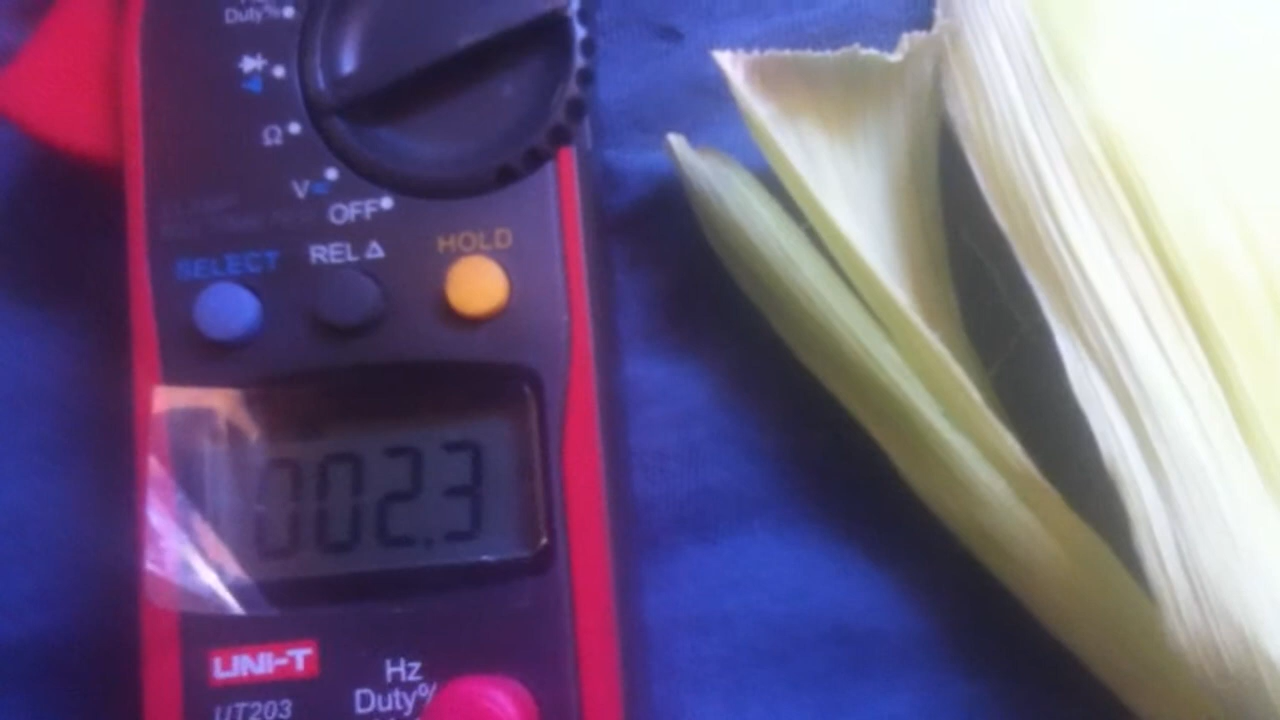 Duty%
Ω
V
OFF
SELECT REL Δ HOLD
002.3
UNI-T
UT203
Hz
Duty%